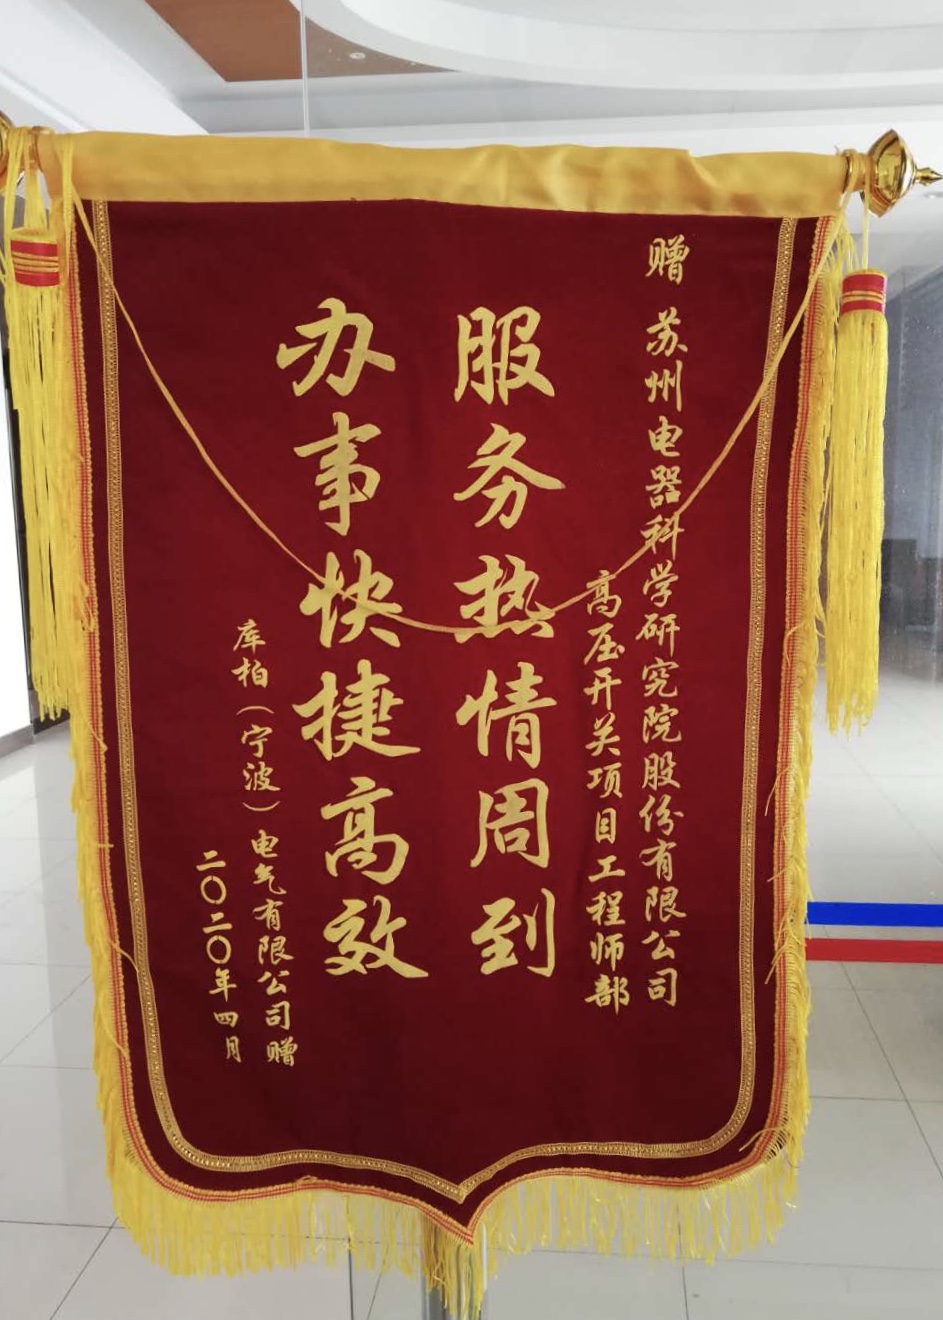 赠 苏州电器科学研究院股份有限公司
高压开关项目工程师部
服务热情周到
办事快捷高效
库柏(宁波)电气有限公司赠
二〇二〇年四月